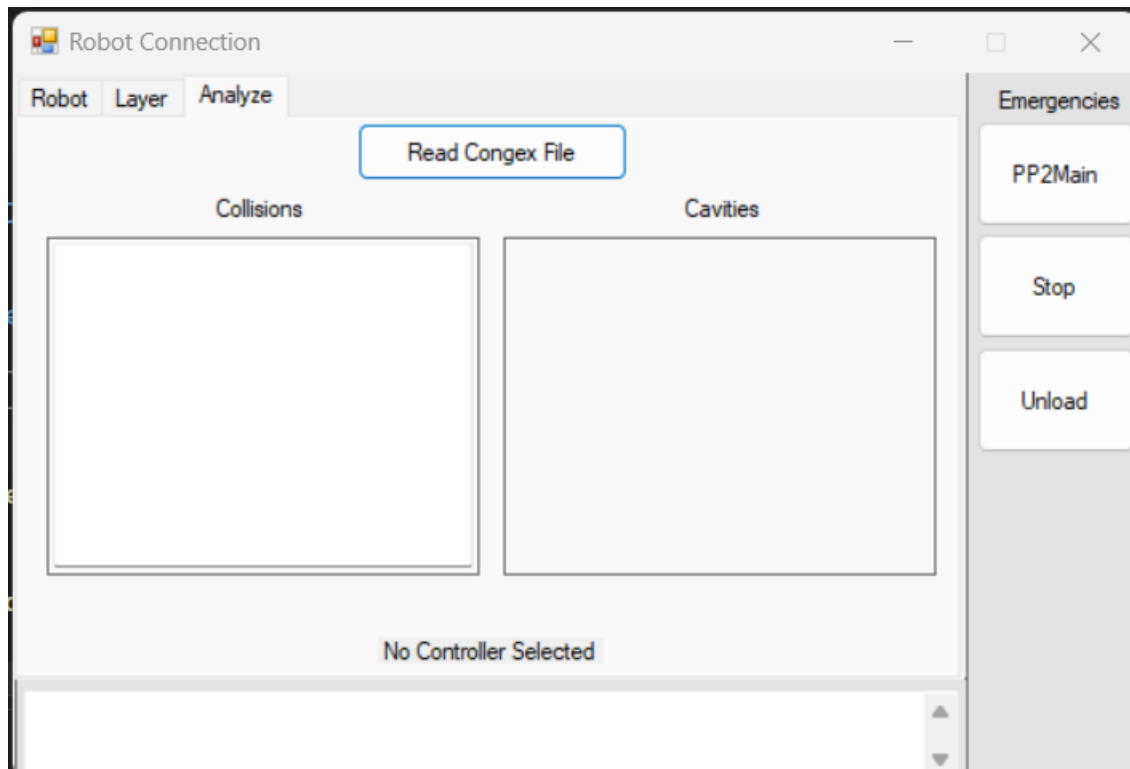 Robot Connection
Robot Layer Analyze
Emergencies
Read Congex File
PP2Main
Collisions Cavities
Stop
Unload
No Controller Selected